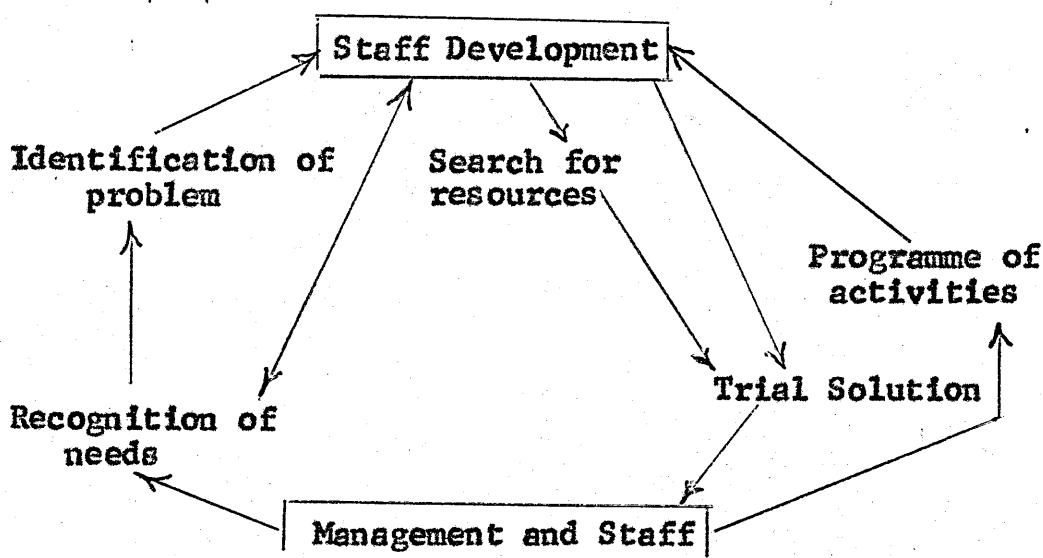 Staff Development
Identification of
problem
Search for
resources
Programme of
activities
Trial Solution
Recognition of
needs
Management and Staff